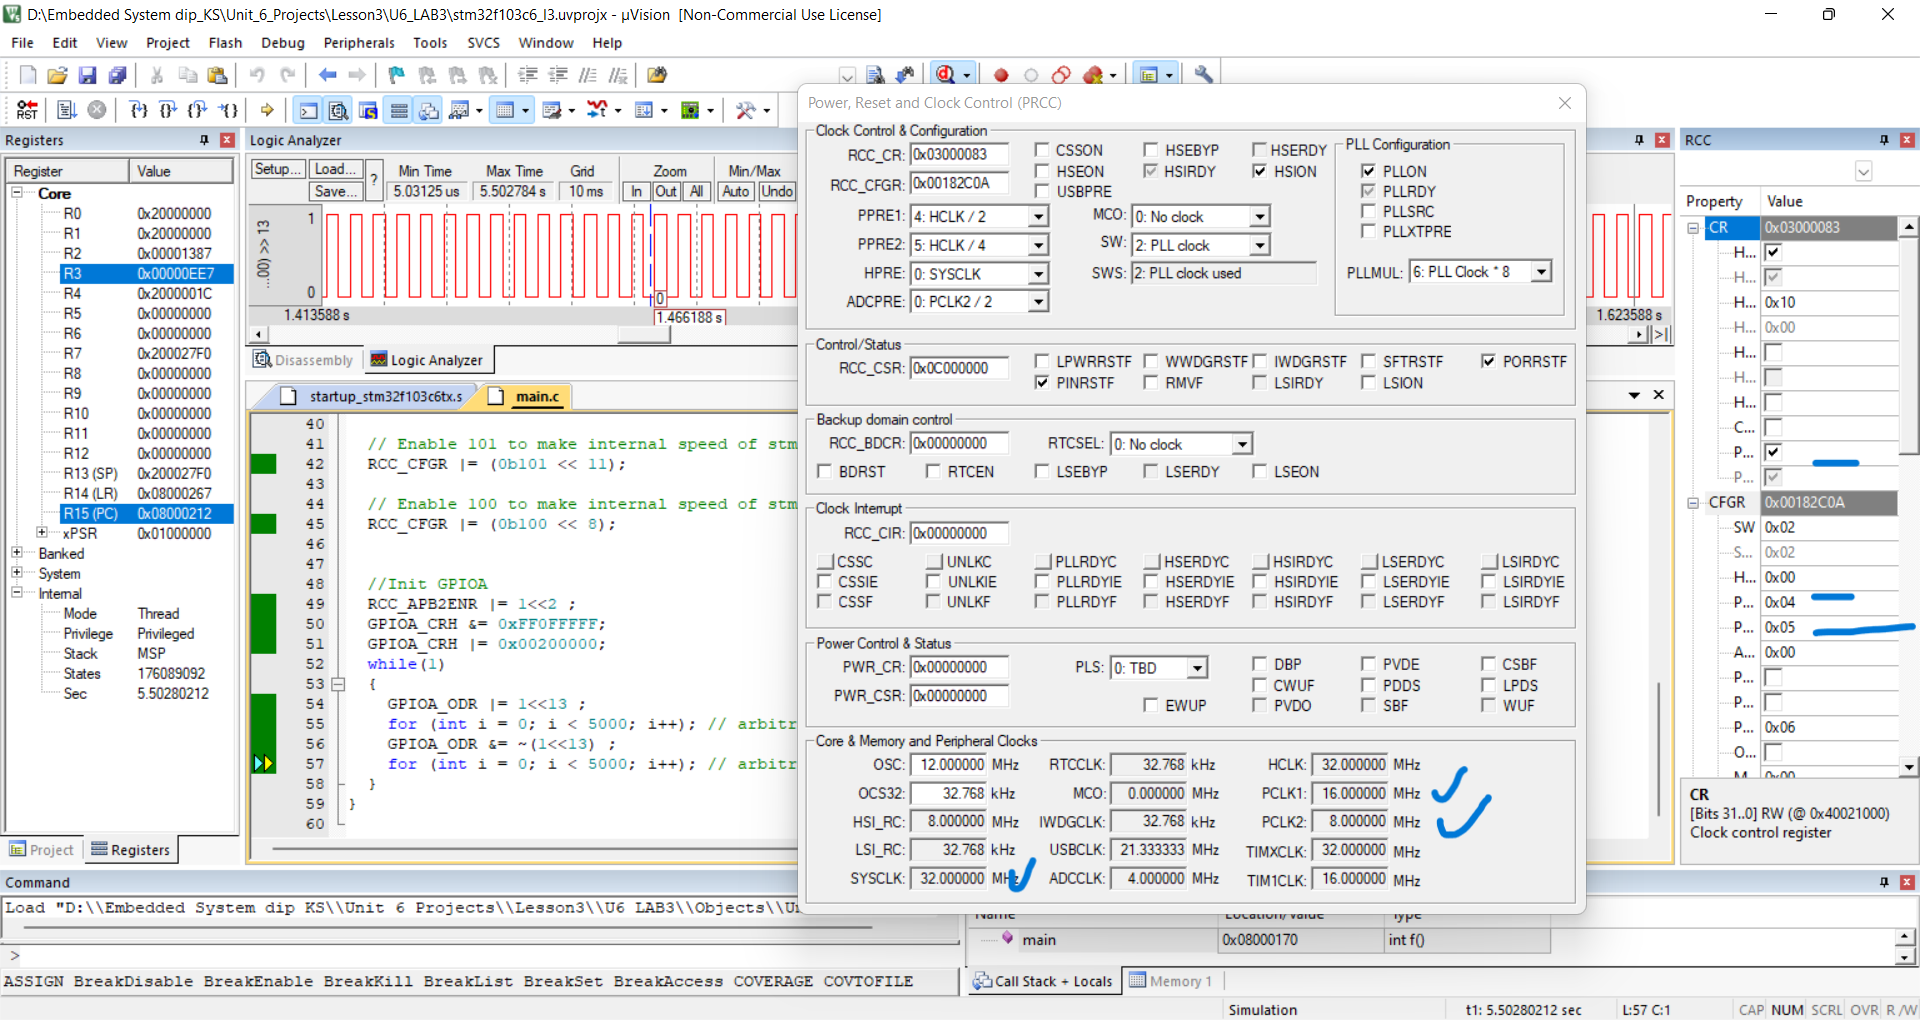 D:\Embedded System dip_KS\Unit_6_Projects\Lesson3\U6_LAB3\stm32f103c6_l3.uvprojx - µVision [Non-Commercial Use License]
File Edit View Project Flash Debug Peripherals Tools SVCS Window Help
RST
Registers
Register Value
Core
R0 0x20000000
R1 0x20000000
R2 0x00001387
R3 0x00000EE7
R4 0x2000001C
R5 0x00000000
R6 0x00000000
R7 0x200027F0
R8 0x00000000
R9 0x00000000
R10 0x00000000
R11 0x00000000
R12 0x00000000
R13 (SP) 0x200027F0
R14 (LR) 0x08000267
R15 (PC) 0x08000212
xPSR 0x01000000
Banked
System
Internal
Mode Thread
Privilege Privileged
Stack MSP
States 176089092
Sec 5.50280212
Project Registers
Logic Analyzer
Setup... Load... ? Min Time Max Time Grid Zoom Min/Max
Save... 5.03125 us 5.502784 s 10 ms In Out All Auto Undo
...00) >> 13
1
0
0
1.413588 s 1.466188 s 1.623588 s
Disassembly Logic Analyzer
startup_stm32f103c6tx.s main.c
40
41 // Enable 101 to make internal speed of stm
42 RCC_CFGR |= (0b101 << 11);
43
44 // Enable 100 to make internal speed of stm
45 RCC_CFGR |= (0b100 << 8);
46
47
48 //Init GPIOA
49 RCC_APB2ENR |= 1<<2 ;
50 GPIOA_CRH &= 0xFF0FFFFF;
51 GPIOA_CRH |= 0x00200000;
52 while(1)
53 {
54 GPIOA_ODR |= 1<<13 ;
55 for (int i = 0; i < 5000; i++); // arbitr
56 GPIOA_ODR &= ~(1<<13) ;
57 for (int i = 0; i < 5000; i++); // arbitr
58 }
59 }
60
Power, Reset and Clock Control (PRCC)
Clock Control & Configuration
RCC_CR: 0x03000083 CSSON HSEBYP HSERDY
HSEON HSIRDY HSION
RCC_CFGR: 0x00182C0A USBPRE
PPRE1: 4: HCLK / 2 MCO: 0: No clock
PPRE2: 5: HCLK / 4 SW: 2: PLL clock
HPRE: 0: SYSCLK SWS: 2: PLL clock used
ADCPRE: 0: PCLK2 / 2
PLL Configuration
PLLON
PLLRDY
PLLSRC
PLLXTPRE
PLLMUL: 6: PLL Clock * 8
Control/Status
RCC_CSR: 0x0C000000 LPWRRSTF WWDGRSTF IWDGRSTF SFTRSTF PORRSTF
PINRSTF RMVF LSIRDY LSION
Backup domain control
RCC_BDCR: 0x00000000 RTCSEL: 0: No clock
BDRST RTCEN LSEBYP LSERDY LSEON
Clock Interrupt
RCC_CIR: 0x00000000
CSSC UNLKC PLLRDYC HSERDYC HSIRDYC LSERDYC LSIRDYC
CSSIE UNLKIE PLLRDYIE HSERDYIE HSIRDYIE LSERDYIE LSIRDYIE
CSSF UNLKF PLLRDYF HSERDYF HSIRDYF LSERDYF LSIRDYF
Power Control & Status
PWR_CR: 0x00000000 PLS: 0: TBD DBP PVDE CSBF
CWUF PDDS LPDS
PWR_CSR: 0x00000000 EWUP PVDO SBF WUF
Core & Memory and Peripheral Clocks
OSC: 12.000000 MHz RTCCLK: 32.768 kHz HCLK: 32.000000 MHz
OCS32: 32.768 kHz MCO: 0.000000 MHz PCLK1: 16.000000 MHz
HSI_RC: 8.000000 MHz IWDGCLK: 32.768 kHz PCLK2: 8.000000 MHz
LSI_RC: 32.768 kHz USBCLK: 21.333333 MHz TIMXCLK: 32.000000 MHz
SYSCLK: 32.000000 MHz ADCCLK: 4.000000 MHz TIM1CLK: 16.000000 MHz
RCC
Property Value
CR 0x03000083
H...
H...
H... 0x10
H... 0x00
H...
H...
H...
C...
P...
P...
CFGR 0x00182C0A
SW 0x02
S... 0x02
H... 0x00
P... 0x04
P... 0x05
A... 0x00
P...
P...
P... 0x06
O...
M... 0x00
CR
[Bits 31..0] RW (@ 0x40021000)
Clock control register
Command
Load "D:\\Embedded System dip KS\\Unit 6 Projects\\Lesson3\\U6 LAB3\\Objects\\U
>
ASSIGN BreakDisable BreakEnable BreakKill BreakList BreakSet BreakAccess COVERAGE COVTOFILE
Name Location/Value Type
main 0x08000170 int f()
Call Stack + Locals Memory 1
Simulation t1: 5.50280212 sec L:57 C:1 CAP NUM SCRL OVR R/W